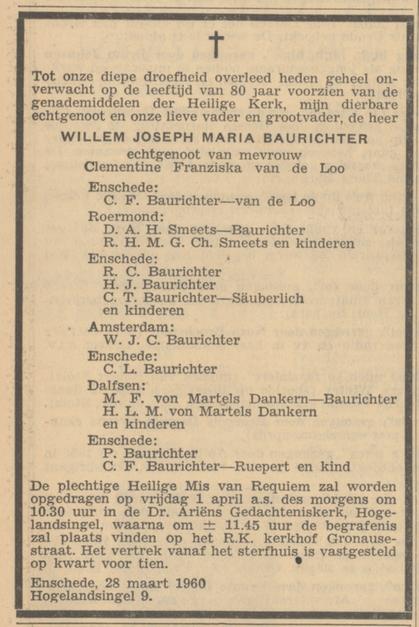 Tot onze diepe droefheid overleed heden geheel on-
verwacht op de leeftijd van 80 jaar voorzien van de
genademiddelen der Heilige Kerk, mijn dierbare
echtgenoot en onze lieve vader en grootvader, de heer
WILLEM JOSEPH MARIA BAURICHTER
echtgenoot van mevrouw
Clementine Franziska van de Loo
Enschede:
C. F. Baurichter—van de Loo
Roermond:
D. A. H. Smeets—Baurichter
R. H. M. G. Ch. Smeets en kinderen
Enschede:
R. C. Baurichter
H. J. Baurichter
C. T. Baurichter—Säuberlich
en kinderen
Amsterdam:
W. J. C. Baurichter
Enschede:
C. L. Baurichter
Dalfsen:
M. F. von Martels Dankern—Baurichter
H. L. M. von Martels Dankern
en kinderen
Enschede:
P. Baurichter
C. F. Baurichter—Ruepert en kind
De plechtige Heilige Mis van Requiem zal worden
opgedragen op vrijdag 1 april a.s. des morgens om
10.30 uur in de Dr. Ariëns Gedachteniskerk, Hoge-
landsingel, waarna om ± 11.45 uur de begrafenis
zal plaats vinden op het R.K. kerkhof Gronause-
straat. Het vertrek vanaf het sterfhuis is vastgesteld
op kwart voor tien.
Enschede, 28 maart 1960
Hogelandsingel 9.